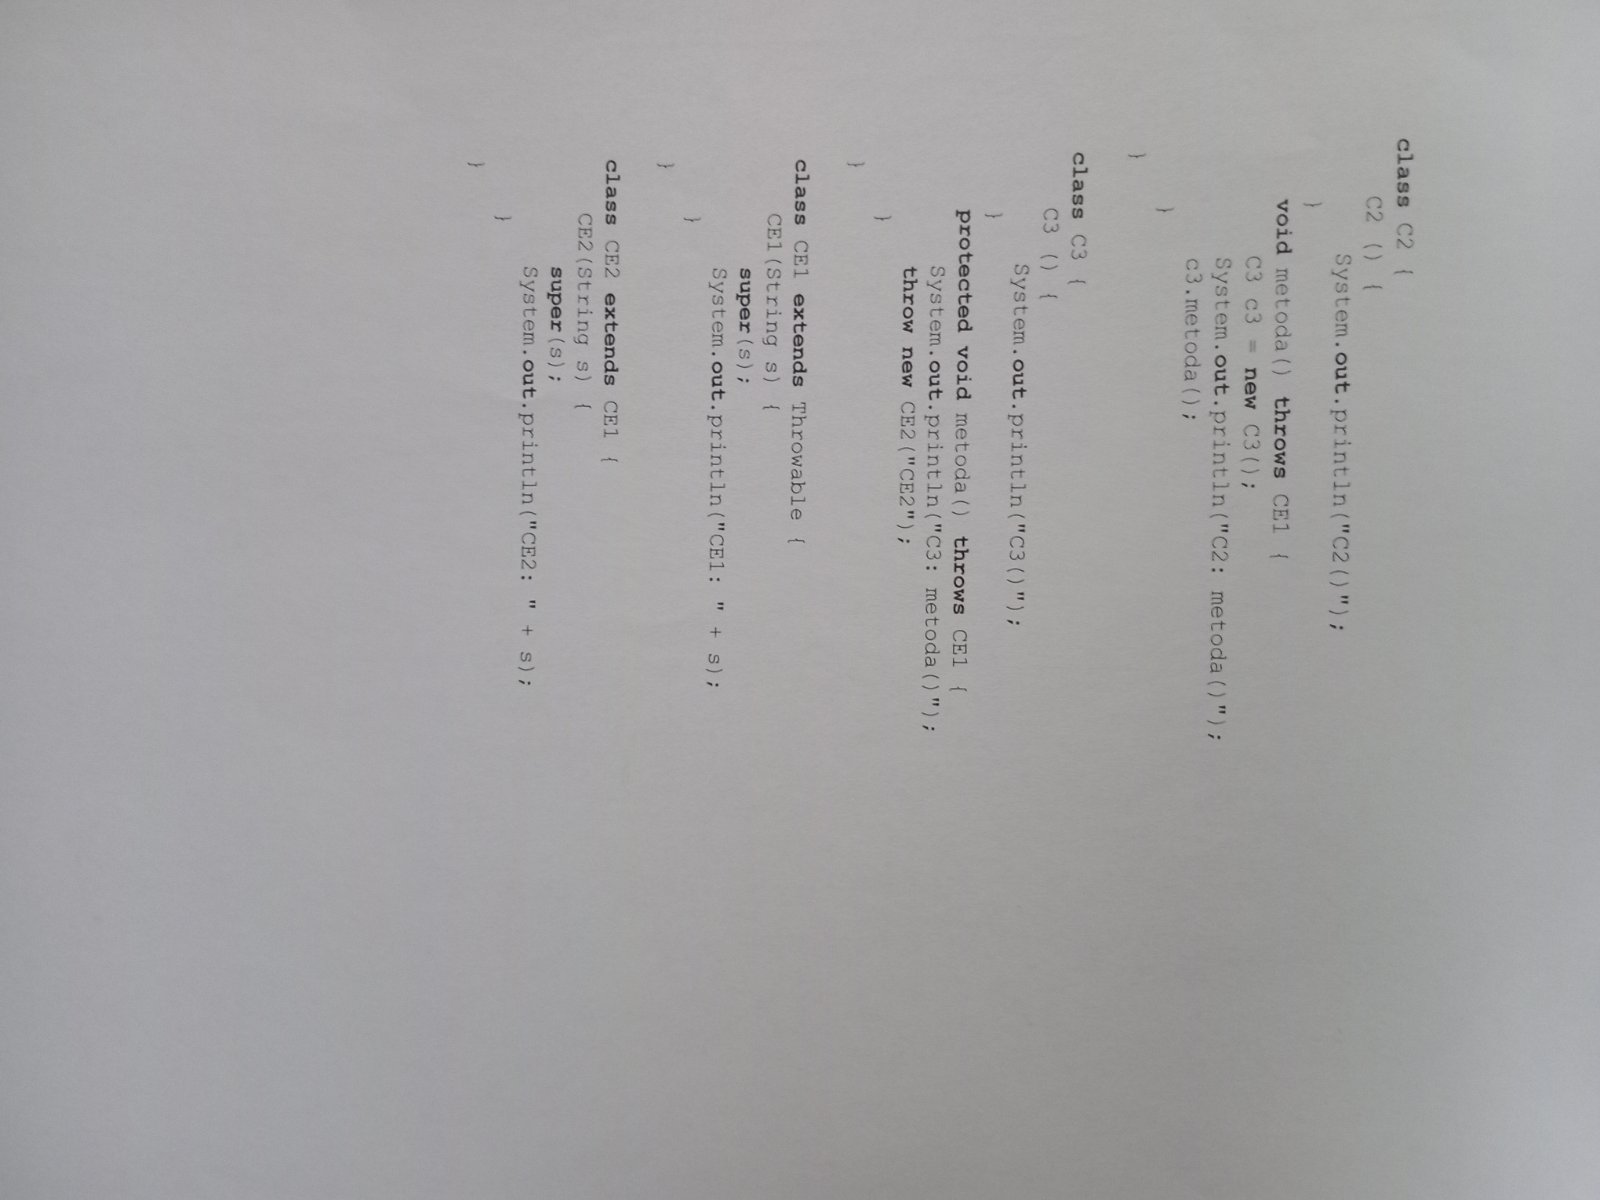 class C2 {
C2 () {
System.out.println("C2()");
}
void metoda() throws CE1 {
C3 c3 = new C3();
System.out.println("C2: metoda()");
c3.metoda();
}
}
class C3 {
C3 () {
System.out.println("C3()");
}
protected void metoda() throws CE1 {
System.out.println("C3: metoda()");
throw new CE2("CE2");
}
}
class CE1 extends Throwable {
CE1(String s) {
super(s);
System.out.println("CE1: " + s);
}
}
class CE2 extends CE1 {
CE2(String s) {
super(s);
System.out.println("CE2: " + s);
}
}